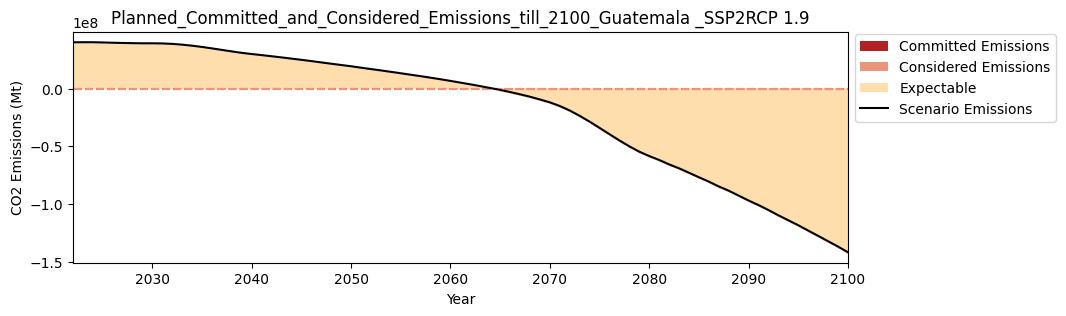 Planned_Committed_and_Considered_Emissions_till_2100_Guatemala _SSP2RCP 1.9
1e8
0.0
−0.5
−1.0
−1.5
CO2 Emissions (Mt)
2030 2040 2050 2060 2070 2080 2090 2100
Year
Committed Emissions
Considered Emissions
Expectable
Scenario Emissions